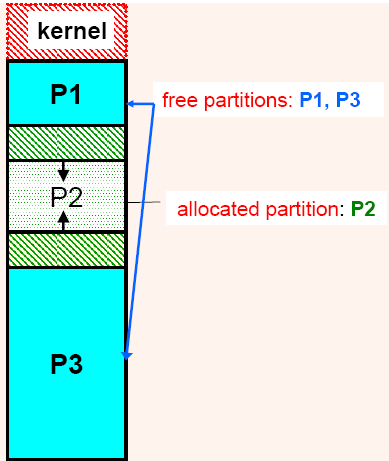 kernel
P1
free partitions: P1, P3
P2
allocated partition: P2
P3